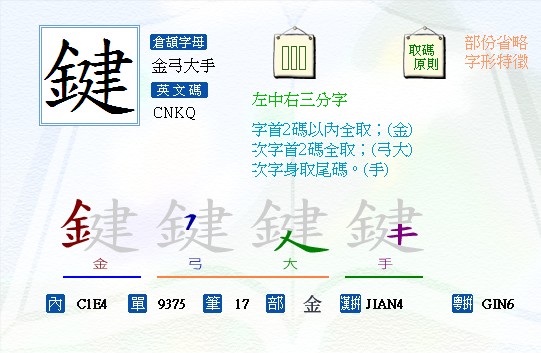 鍵
倉頡字母
金弓大手
英文碼
CNKQ
取碼
原則
部份省略
字形特徵
左中右三分字
字首2碼以內全取；(金)
次字首2碼全取；(弓大)
次字身取尾碼。(手)
鍵 鍵 鍵 鍵
金 弓 大 手
內 C1E4 單 9375 筆 17 部 金 漢拼 JIAN4 粵拼 GIN6